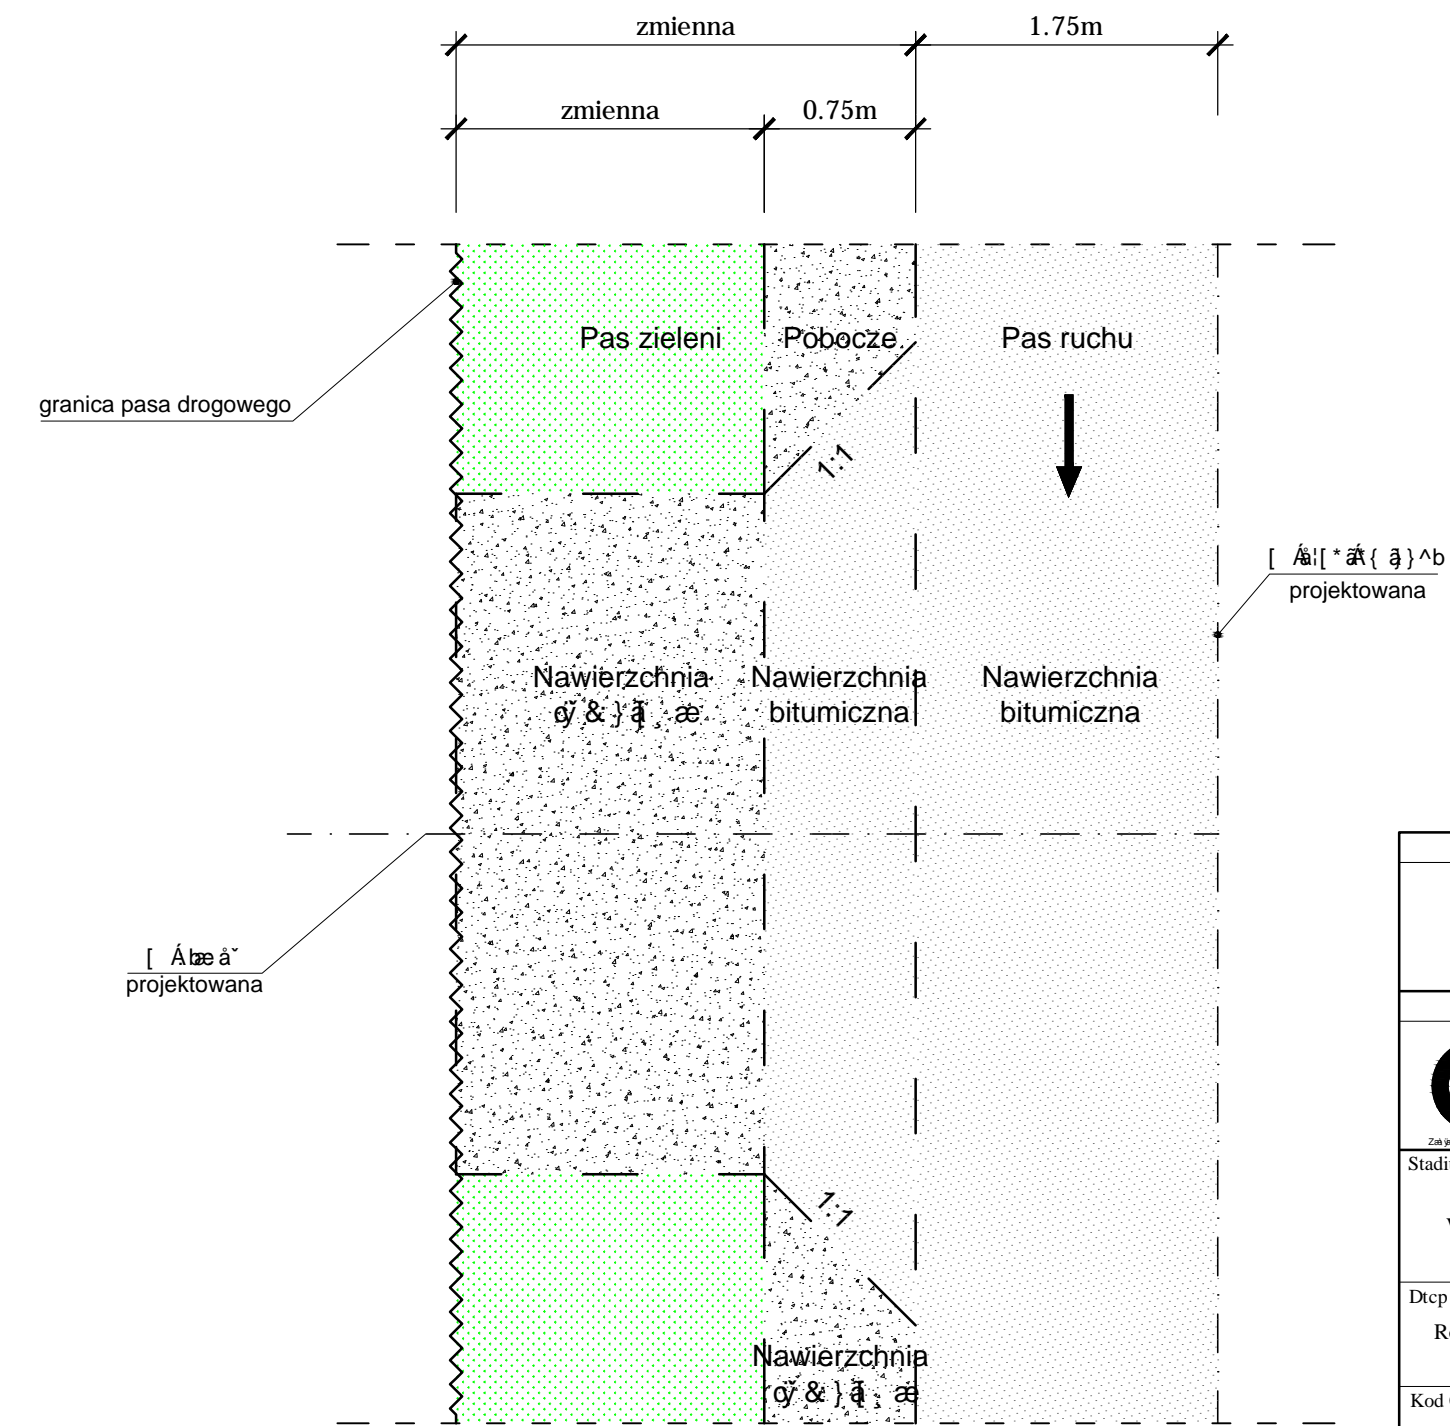 zmienna 1.75m
zmienna 0.75m
Pas zieleni Pobocze Pas ruchu
granica pasa drogowego
1:1
projektowana
Nawierzchnia Nawierzchnia Nawierzchnia
bitumiczna bitumiczna
projektowana
1:1
Dtcp
Nawierzchnia
Kod